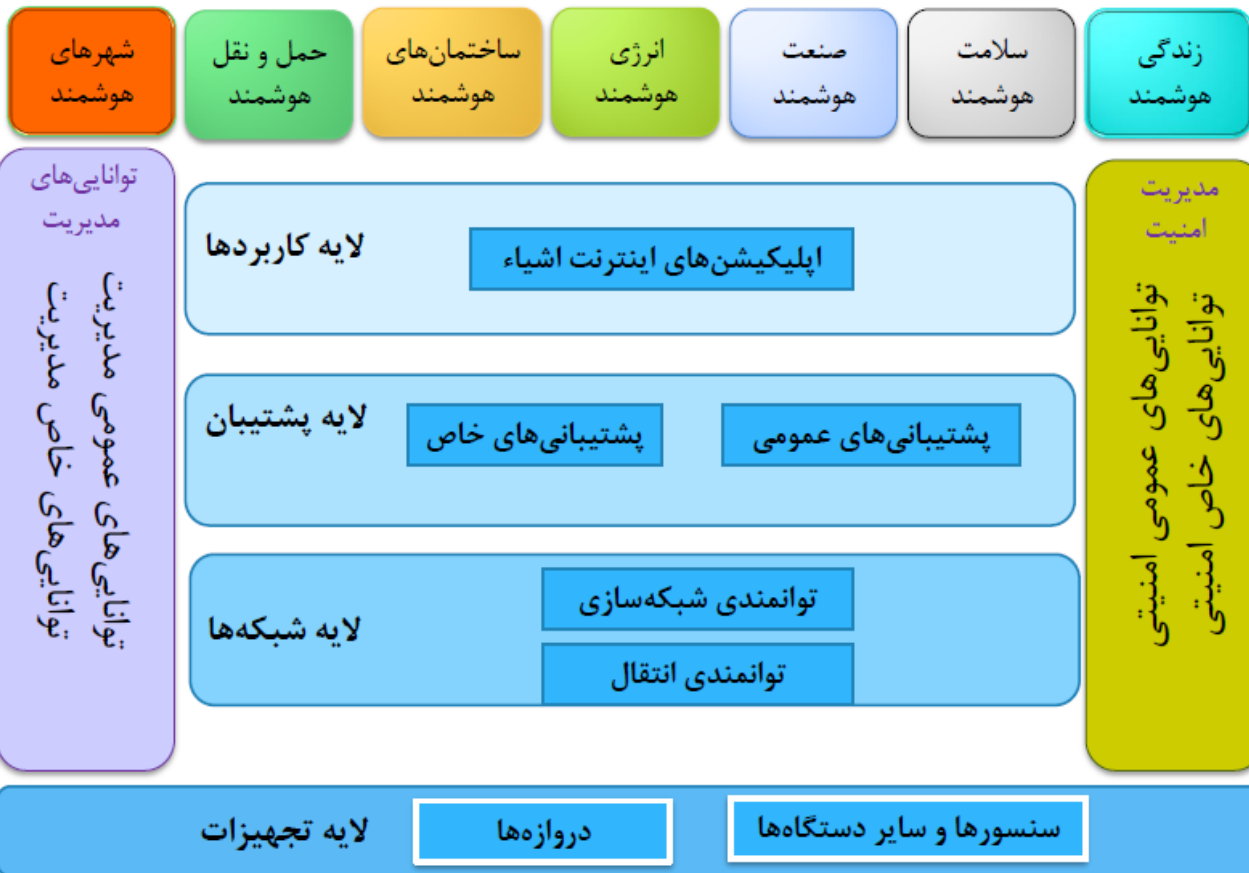 زندگی
هوشمند
سلامت
هوشمند
صنعت
هوشمند
انرژی
هوشمند
ساختمان‌های
هوشمند
حمل و نقل
هوشمند
شهرهای
هوشمند
مدیریت
امنیت
توانایی‌های عمومی امنیتی
توانایی‌های خاص امنیتی
لایه کاربردها
اپلیکیشن‌های اینترنت اشیاء
لایه پشتیبان
پشتیبانی‌های عمومی
پشتیبانی‌های خاص
لایه شبکه‌ها
توانمندی شبکه‌سازی
توانمندی انتقال
توانایی‌های
مدیریت
توانایی‌های عمومی مدیریت
توانایی‌های خاص مدیریت
سنسورها و سایر دستگاه‌ها
دروازه‌ها
لایه تجهیزات